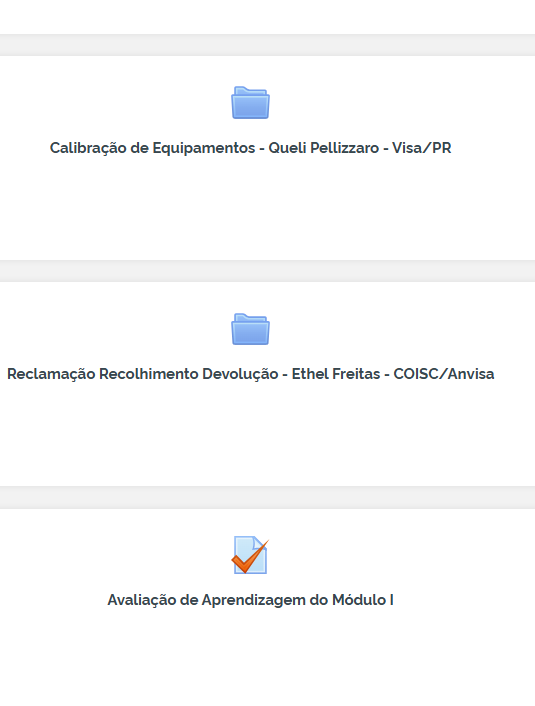 Calibração de Equipamentos - Queli Pellizzaro - Visa/PR
Reclamação Recolhimento Devolução - Ethel Freitas - COISC/Anvisa
Avaliação de Aprendizagem do Módulo I